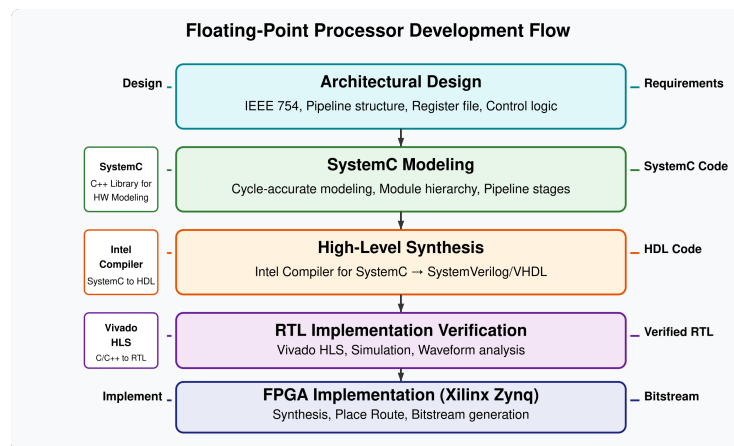 Floating-Point Processor Development Flow
Design
Architectural Design
IEEE 754, Pipeline structure, Register file, Control logic
Requirements
SystemC
C++ Library for
HW Modeling
SystemC Modeling
Cycle-accurate modeling, Module hierarchy, Pipeline stages
SystemC Code
Intel
Compiler
SystemC to HDL
High-Level Synthesis
Intel Compiler for SystemC → SystemVerilog/VHDL
HDL Code
Vivado
HLS
C/C++ to RTL
RTL Implementation Verification
Vivado HLS, Simulation, Waveform analysis
Verified RTL
Implement
FPGA Implementation (Xilinx Zynq)
Synthesis, Place Route, Bitstream generation
Bitstream